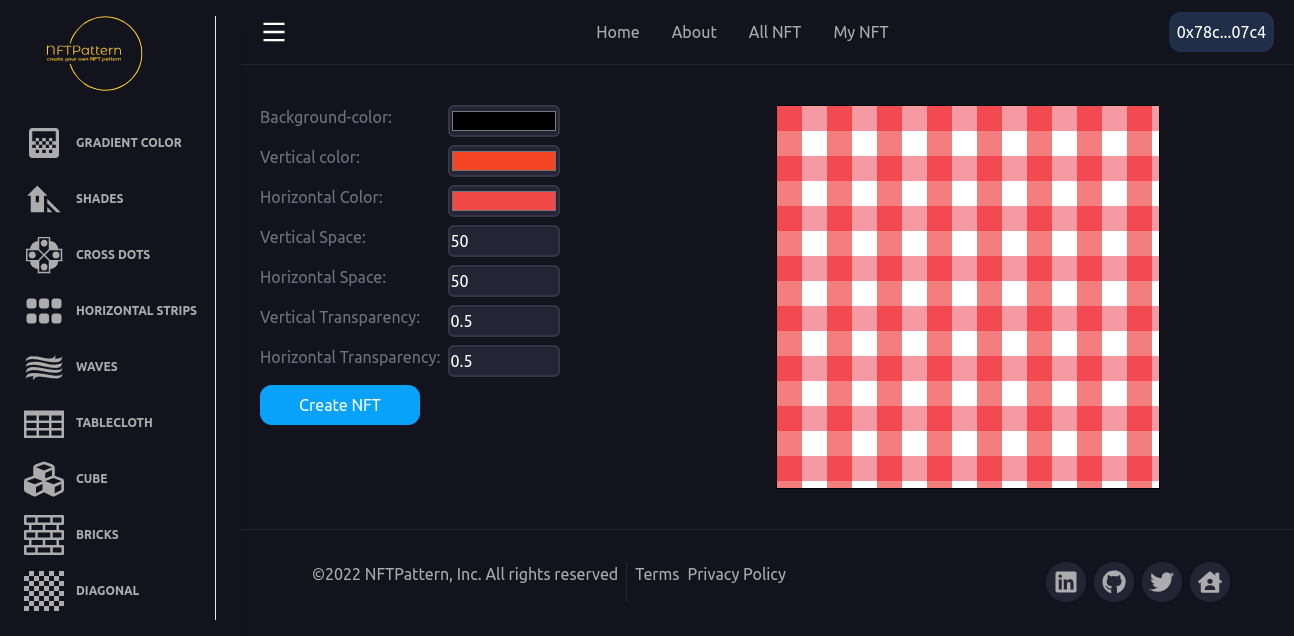 NFTPattern
create your own NFT pattern
GRADIENT COLOR
SHADES
CROSS DOTS
HORIZONTAL STRIPS
WAVES
TABLECLOTH
CUBE
BRICKS
DIAGONAL
Home About All NFT My NFT 0x78c...07c4
Background-color:
Vertical color:
Horizontal Color:
Vertical Space: 50
Horizontal Space: 50
Vertical Transparency: 0.5
Horizontal Transparency: 0.5
Create NFT
©2022 NFTPattern, Inc. All rights reserved Terms Privacy Policy
in